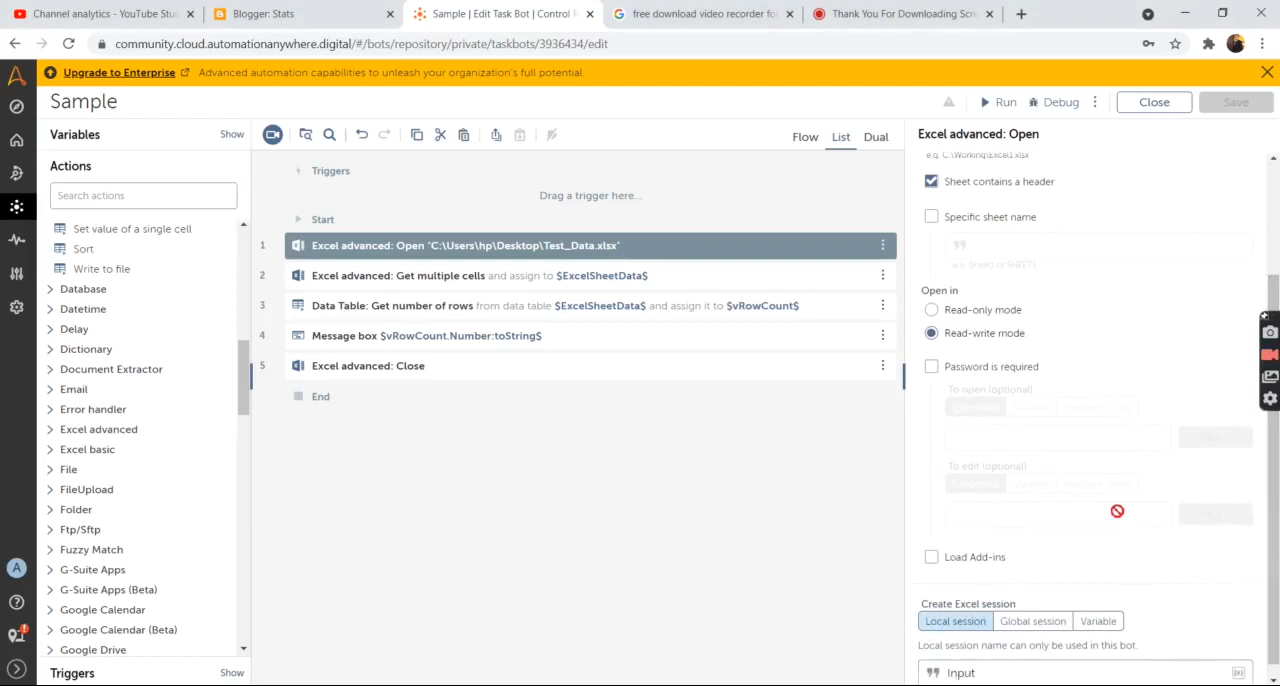 Channel analytics - YouTube Stu
Blogger: Stats
Sample | Edit Task Bot | Control
free download video recorder for
Thank You For Downloading Scre
community.cloud.automationanywhere.digital/#/bots/repository/private/taskbots/3936434/edit
Upgrade to Enterprise Advanced automation capabilities to unleash your organization's full potential.
Sample
Run
Debug
Close
Save
Variables
Show
Actions
Search actions
Set value of a single cell
Sort
Write to file
Database
Datetime
Delay
Dictionary
Document Extractor
Email
Error handler
Excel advanced
Excel basic
File
FileUpload
Folder
Ftp/Sftp
Fuzzy Match
G-Suite Apps
G-Suite Apps (Beta)
Google Calendar
Google Calendar (Beta)
Google Drive
Triggers
Show
Flow
List
Dual
Triggers
Drag a trigger here...
Start
1 Excel advanced: Open "C:\Users\hp\Desktop\Test_Data.xlsx"
2 Excel advanced: Get multiple cells and assign to $ExcelSheetData$
3 Data Table: Get number of rows from data table $ExcelSheetData$ and assign it to $vRowCount$
4 Message box $vRowCount.Number:toString$
5 Excel advanced: Close
End
Excel advanced: Open
e.g. C:\Working\Excel1.xlsx
Sheet contains a header
Specific sheet name
e.g. Sheet1 or SHEET1
Open in
Read-only mode
Read-write mode
Password is required
To open (optional)
Credential
Variable
To edit (optional)
Credential
Variable
Load Add-ins
Create Excel session
Local session
Global session
Variable
Local session name can only be used in this bot.
Input
A